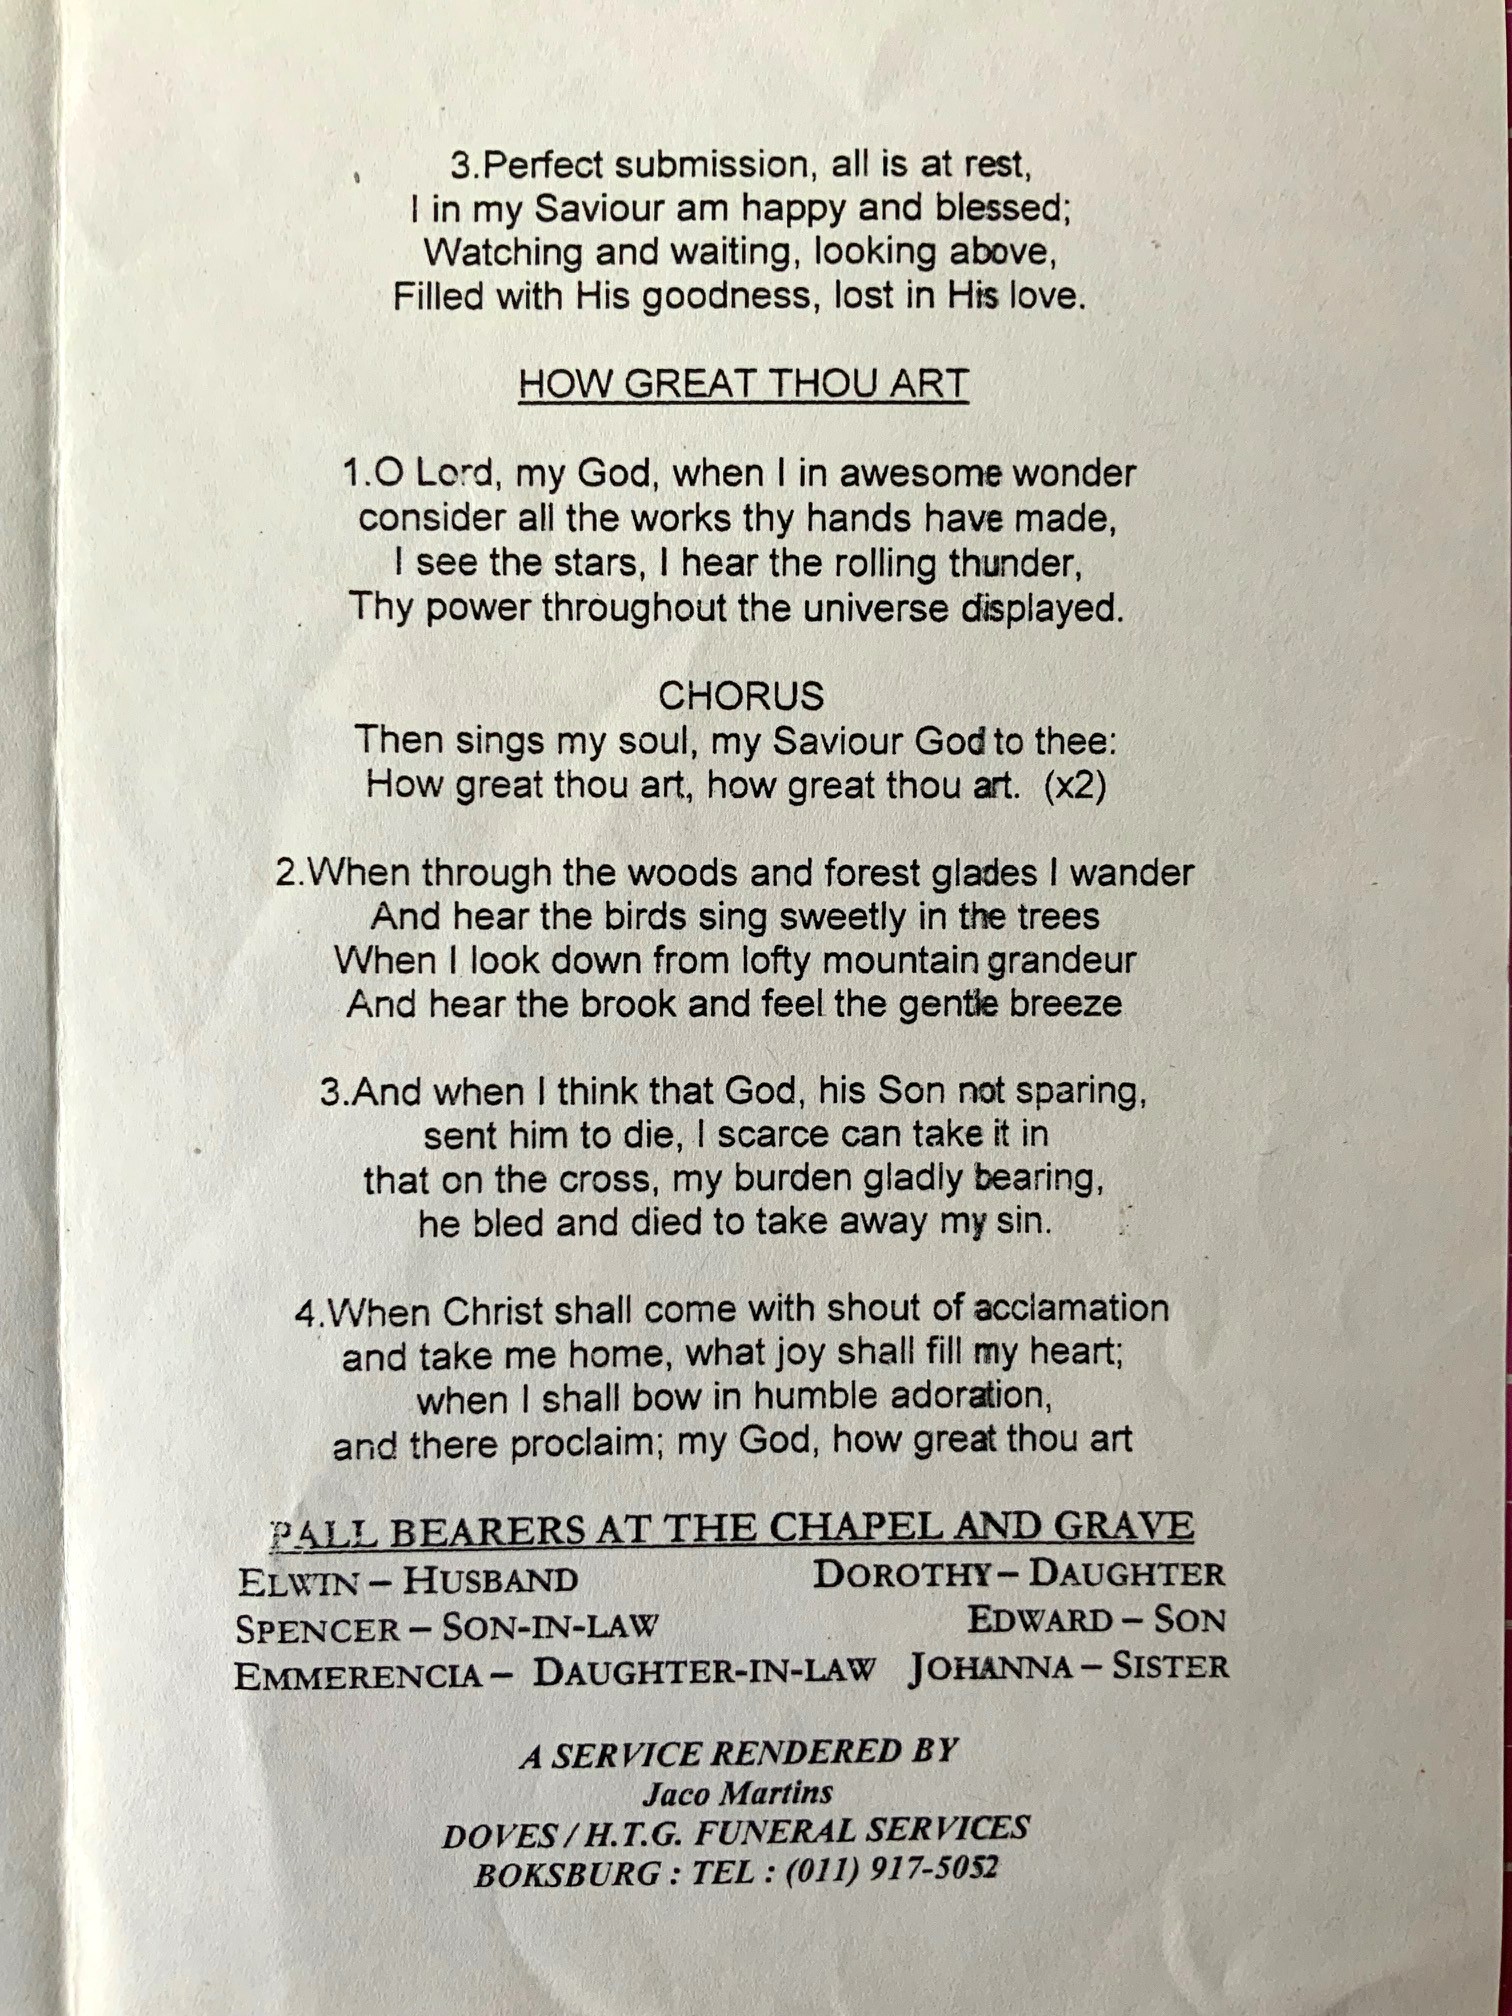 3.Perfect submission, all is at rest,
I in my Saviour am happy and blessed;
Watching and waiting, looking above,
Filled with His goodness, lost in His love.
HOW GREAT THOU ART
1.O Lord, my God, when I in awesome wonder
consider all the works thy hands have made,
I see the stars, I hear the rolling thunder,
Thy power throughout the universe displayed.
CHORUS
Then sings my soul, my Saviour God to thee:
How great thou art, how great thou art. (x2)
2.When through the woods and forest glades I wander
And hear the birds sing sweetly in the trees
When I look down from lofty mountain grandeur
And hear the brook and feel the gentle breeze
3.And when I think that God, his Son not sparing,
sent him to die, I scarce can take it in
that on the cross, my burden gladly bearing,
he bled and died to take away my sin.
4.When Christ shall come with shout of acclamation
and take me home, what joy shall fill my heart;
when I shall bow in humble adoration,
and there proclaim; my God, how great thou art
PALL BEARERS AT THE CHAPEL AND GRAVE
ELWIN – HUSBAND DOROTHY – DAUGHTER
SPENCER – SON-IN-LAW EDWARD – SON
EMMERENCIA – DAUGHTER-IN-LAW JOHANNA – SISTER
A SERVICE RENDERED BY
Jaco Martins
DOVES / H.T.G. FUNERAL SERVICES
BOKSBURG : TEL : (011) 917-5052